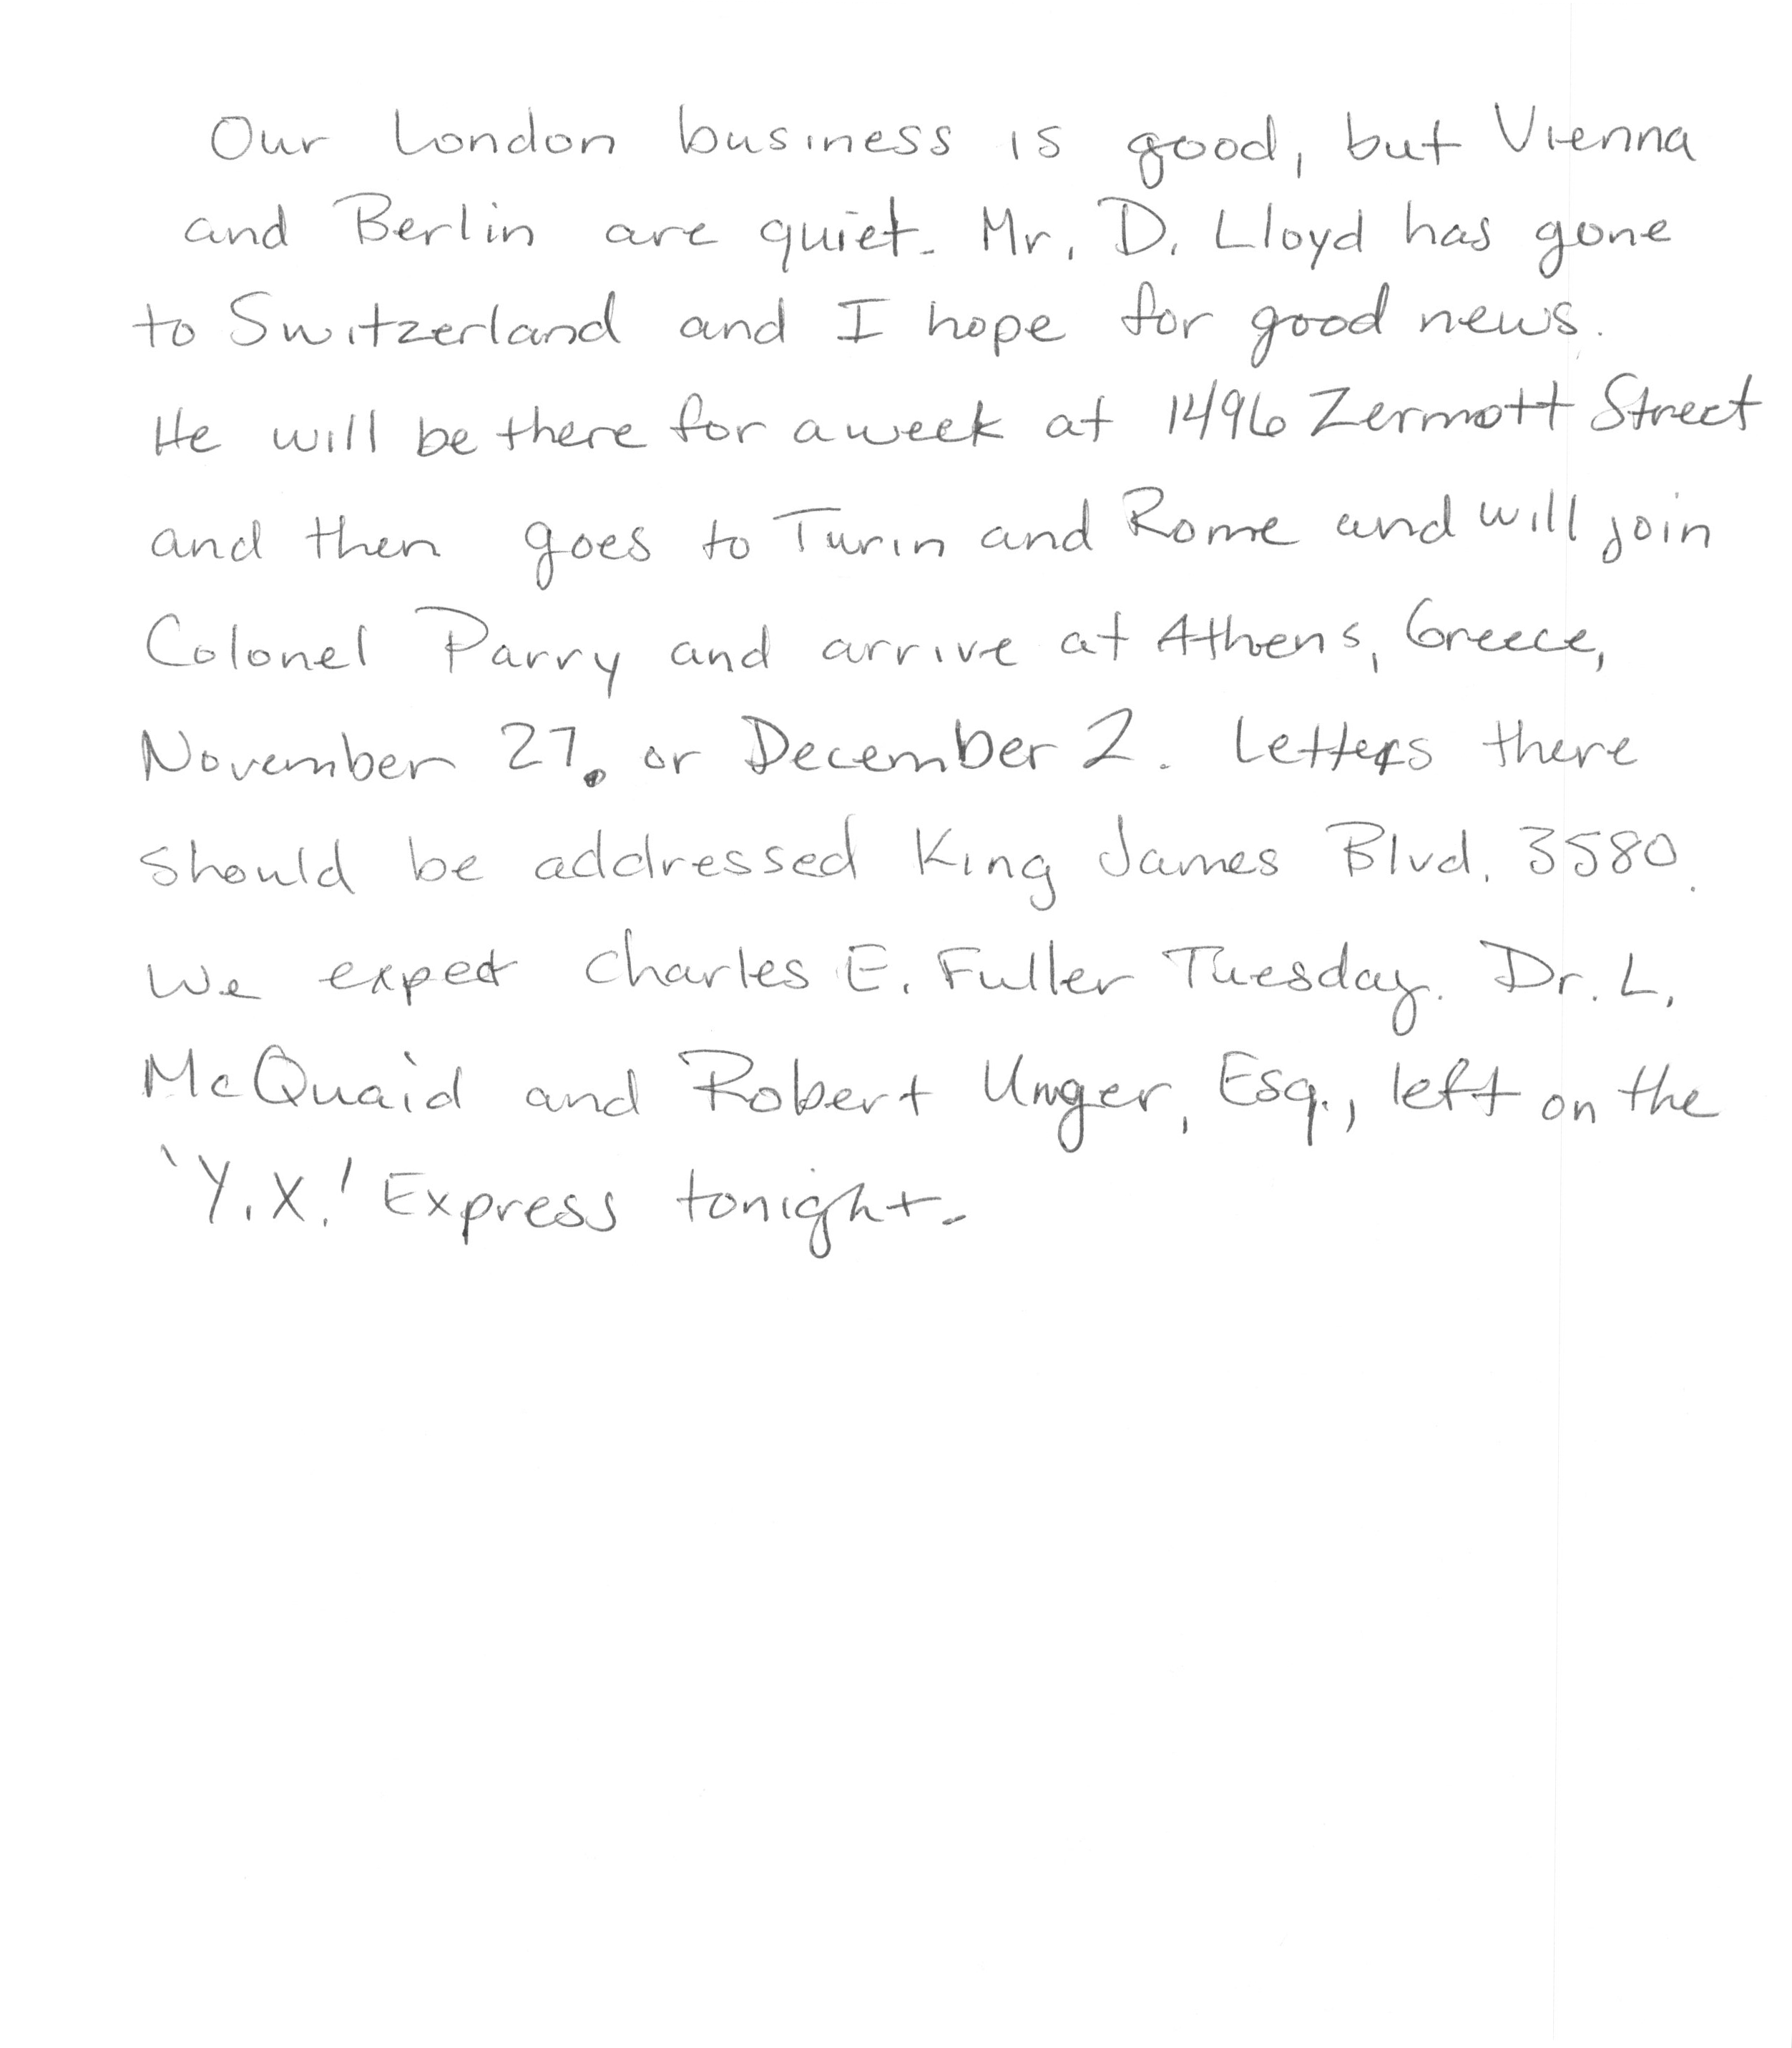 Our London business is good, but Vienna
and Berlin are quiet. Mr. D. Lloyd has gone
to Switzerland and I hope for good news.
He will be there for a week at 1496 Zermott Street
and then goes to Turin and Rome and will join
Colonel Parry and arrive at Athens, Greece,
November 27. or December 2. Letters there
should be addressed King James Blvd. 3580.
We expect Charles E. Fuller Tuesday. Dr. L.
McQuaid and Robert Unger, Esq., left on the
'Y.X.' Express tonight.